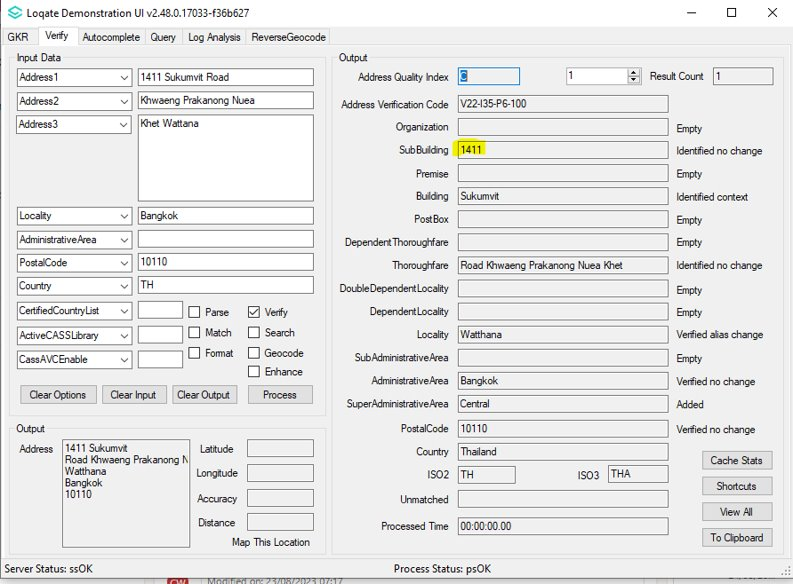 Loqate Demonstration UI v2.48.0.17033-f36b627
GKR Verify Autocomplete Query Log Analysis ReverseGeocode
Input Data
Address1 1411 Sukumvit Road
Address2 Khwaeng Prakanong Nuea
Address3 Khet Wattana
Locality Bangkok
AdministrativeArea
PostalCode 10110
Country TH
CertifiedCountryList Parse Verify
ActiveCASSLibrary Match Search
CassAVCEnable Format Geocode
Enhance
Clear Options Clear Input Clear Output Process
Output
Address 1411 Sukumvit
Road Khwaeng Prakanong N
Watthana
Bangkok
10110
Latitude
Longitude
Accuracy
Distance
Map This Location
Output
Address Quality Index C 1 Result Count 1
Address Verification Code V22-I35-P6-100
Organization Empty
SubBuilding 1411 Identified no change
Premise Empty
Building Sukumvit Identified context
PostBox Empty
DependentThoroughfare Empty
Thoroughfare Road Khwaeng Prakanong Nuea Khet Identified no change
DoubleDependentLocality Empty
DependentLocality Empty
Locality Watthana Verified alias change
SubAdministrativeArea Empty
AdministrativeArea Bangkok Verified no change
SuperAdministrativeArea Central Added
PostalCode 10110 Verified no change
Country Thailand
ISO2 TH ISO3 THA
Unmatched
Processed Time 00:00:00.00
Cache Stats
Shortcuts
View All
To Clipboard
Server Status: ssOK Process Status: psOK
Modified on: 23/08/2023 07:17